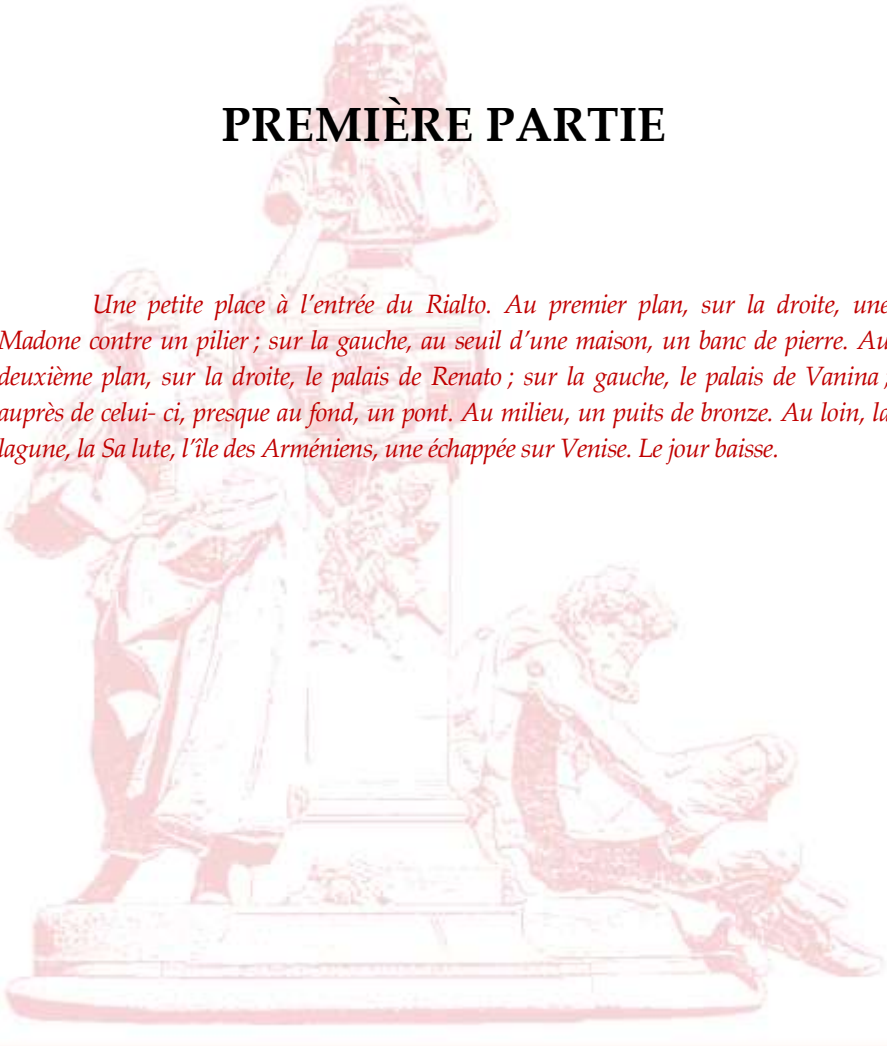 PREMIÈRE PARTIE
Une petite place à l’entrée du Rialto. Au premier plan, sur la droite, une
Madone contre un pilier ; sur la gauche, au seuil d’une maison, un banc de pierre. Au
deuxième plan, sur la droite, le palais de Renato ; sur la gauche, le palais de Vanina ;
auprès de celui- ci, presque au fond, un pont. Au milieu, un puits de bronze. Au loin, la
lagune, la Sa lute, l’île des Arméniens, une échappée sur Venise. Le jour baisse.